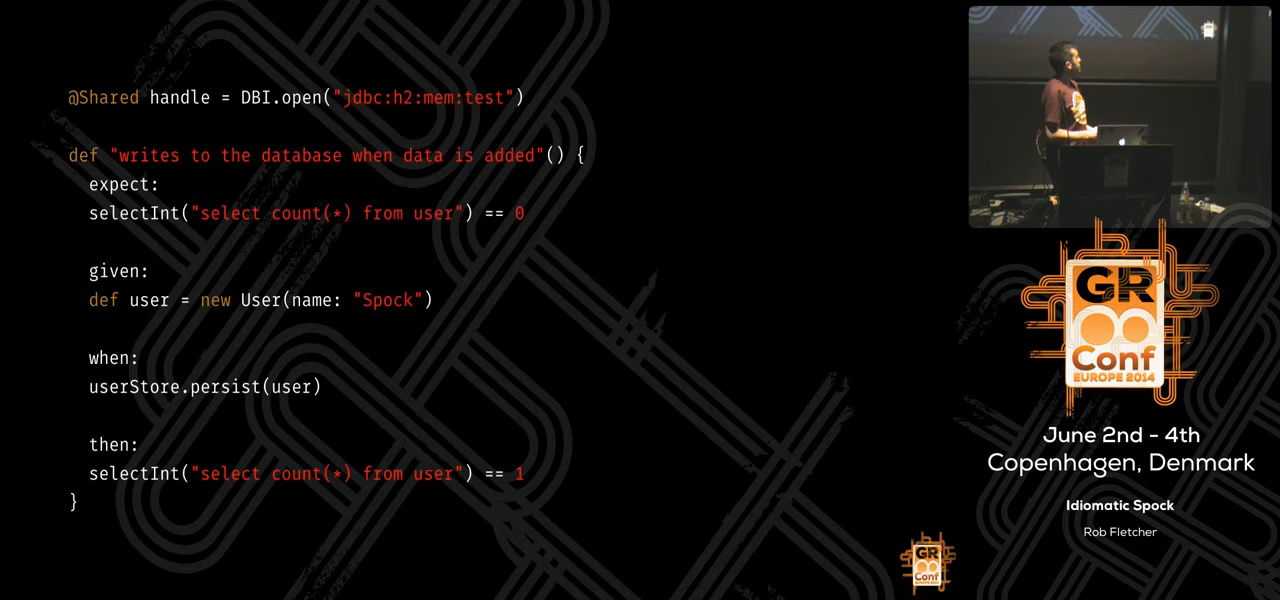 @Shared handle = DBI.open("jdbc:h2:mem:test")
def "writes to the database when data is added"() {
expect:
selectInt("select count(*) from user") == 0
given:
def user = new User(name: "Spock")
when:
userStore.persist(user)
then:
selectInt("select count(*) from user") == 1
}
GR
Conf
EUROPE 2014
June 2nd - 4th
Copenhagen, Denmark
Idiomatic Spock
Rob Fletcher
GR
Conf